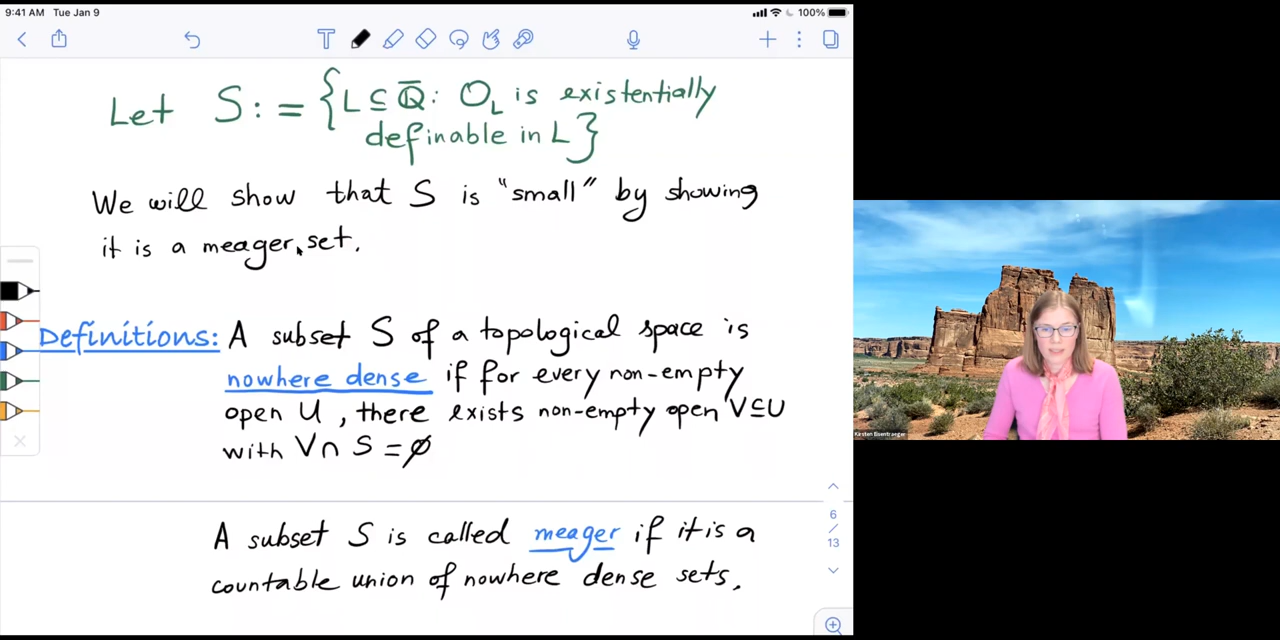 9:41 AM Tue Jan 9
100%
Let S := {L ⊆ Q̅ : O_L is existentially
definable in L}
We will show that S is "small" by showing
it is a meager set.
Definitions: A subset S of a topological space is
nowhere dense if for every non-empty
open U, there exists non-empty open V ⊆ U
with V ∩ S = ∅
6
/
13
A subset S is called meager if it is a
countable union of nowhere dense sets.
Kirsten Eisentraeger